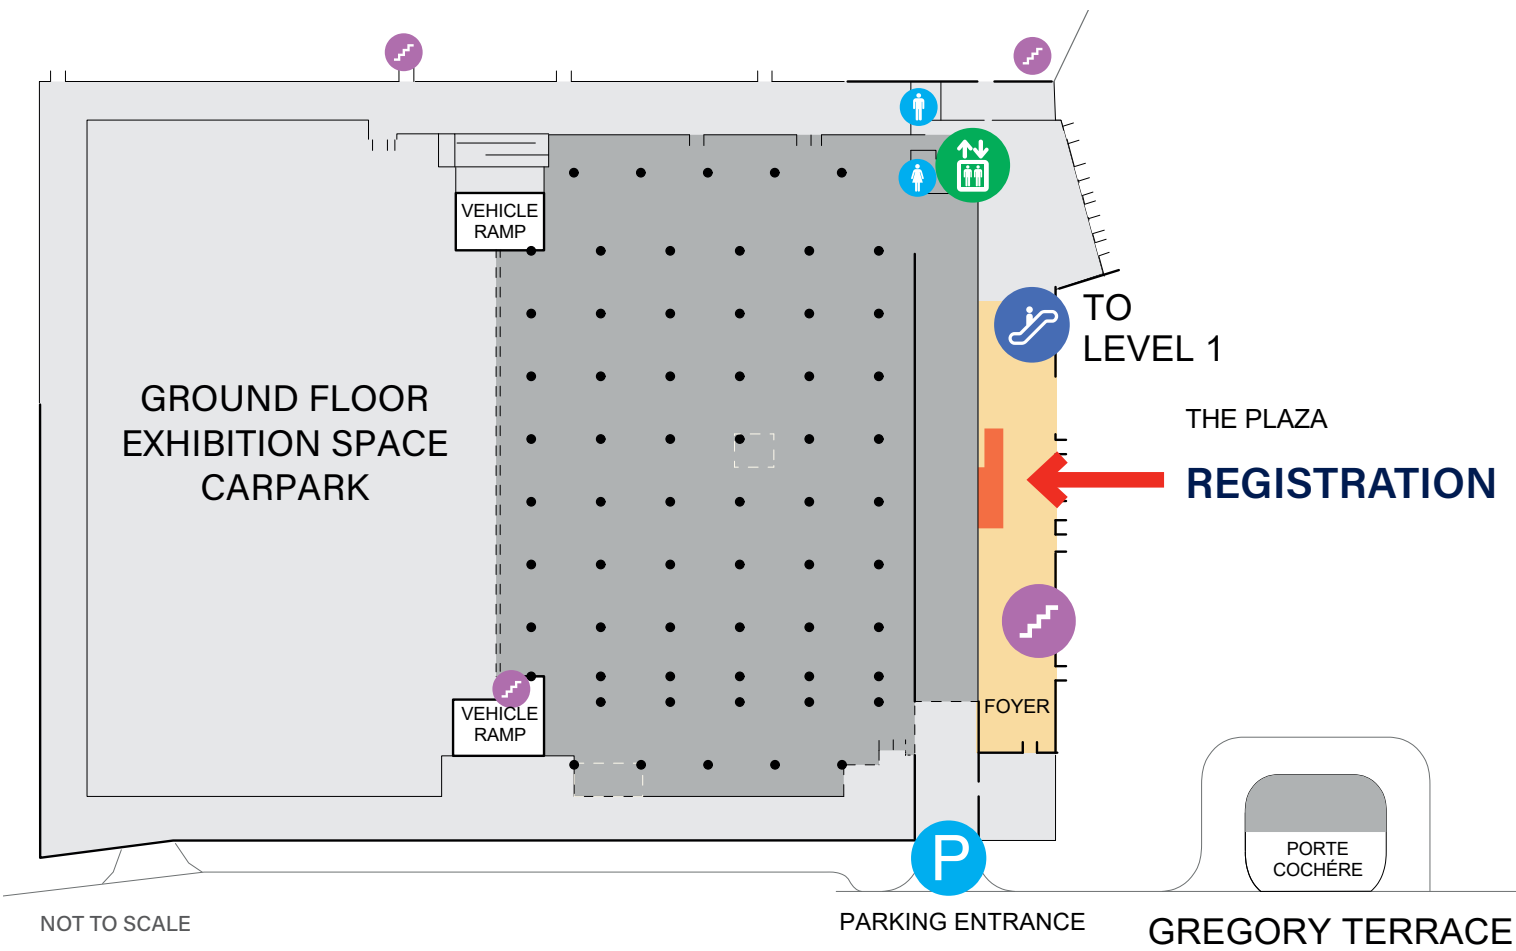 VEHICLE
RAMP
TO
LEVEL 1
GROUND FLOOR
EXHIBITION SPACE
CARPARK
THE PLAZA
REGISTRATION
VEHICLE
RAMP
FOYER
P
PORTE
COCHÉRE
NOT TO SCALE
PARKING ENTRANCE
GREGORY TERRACE